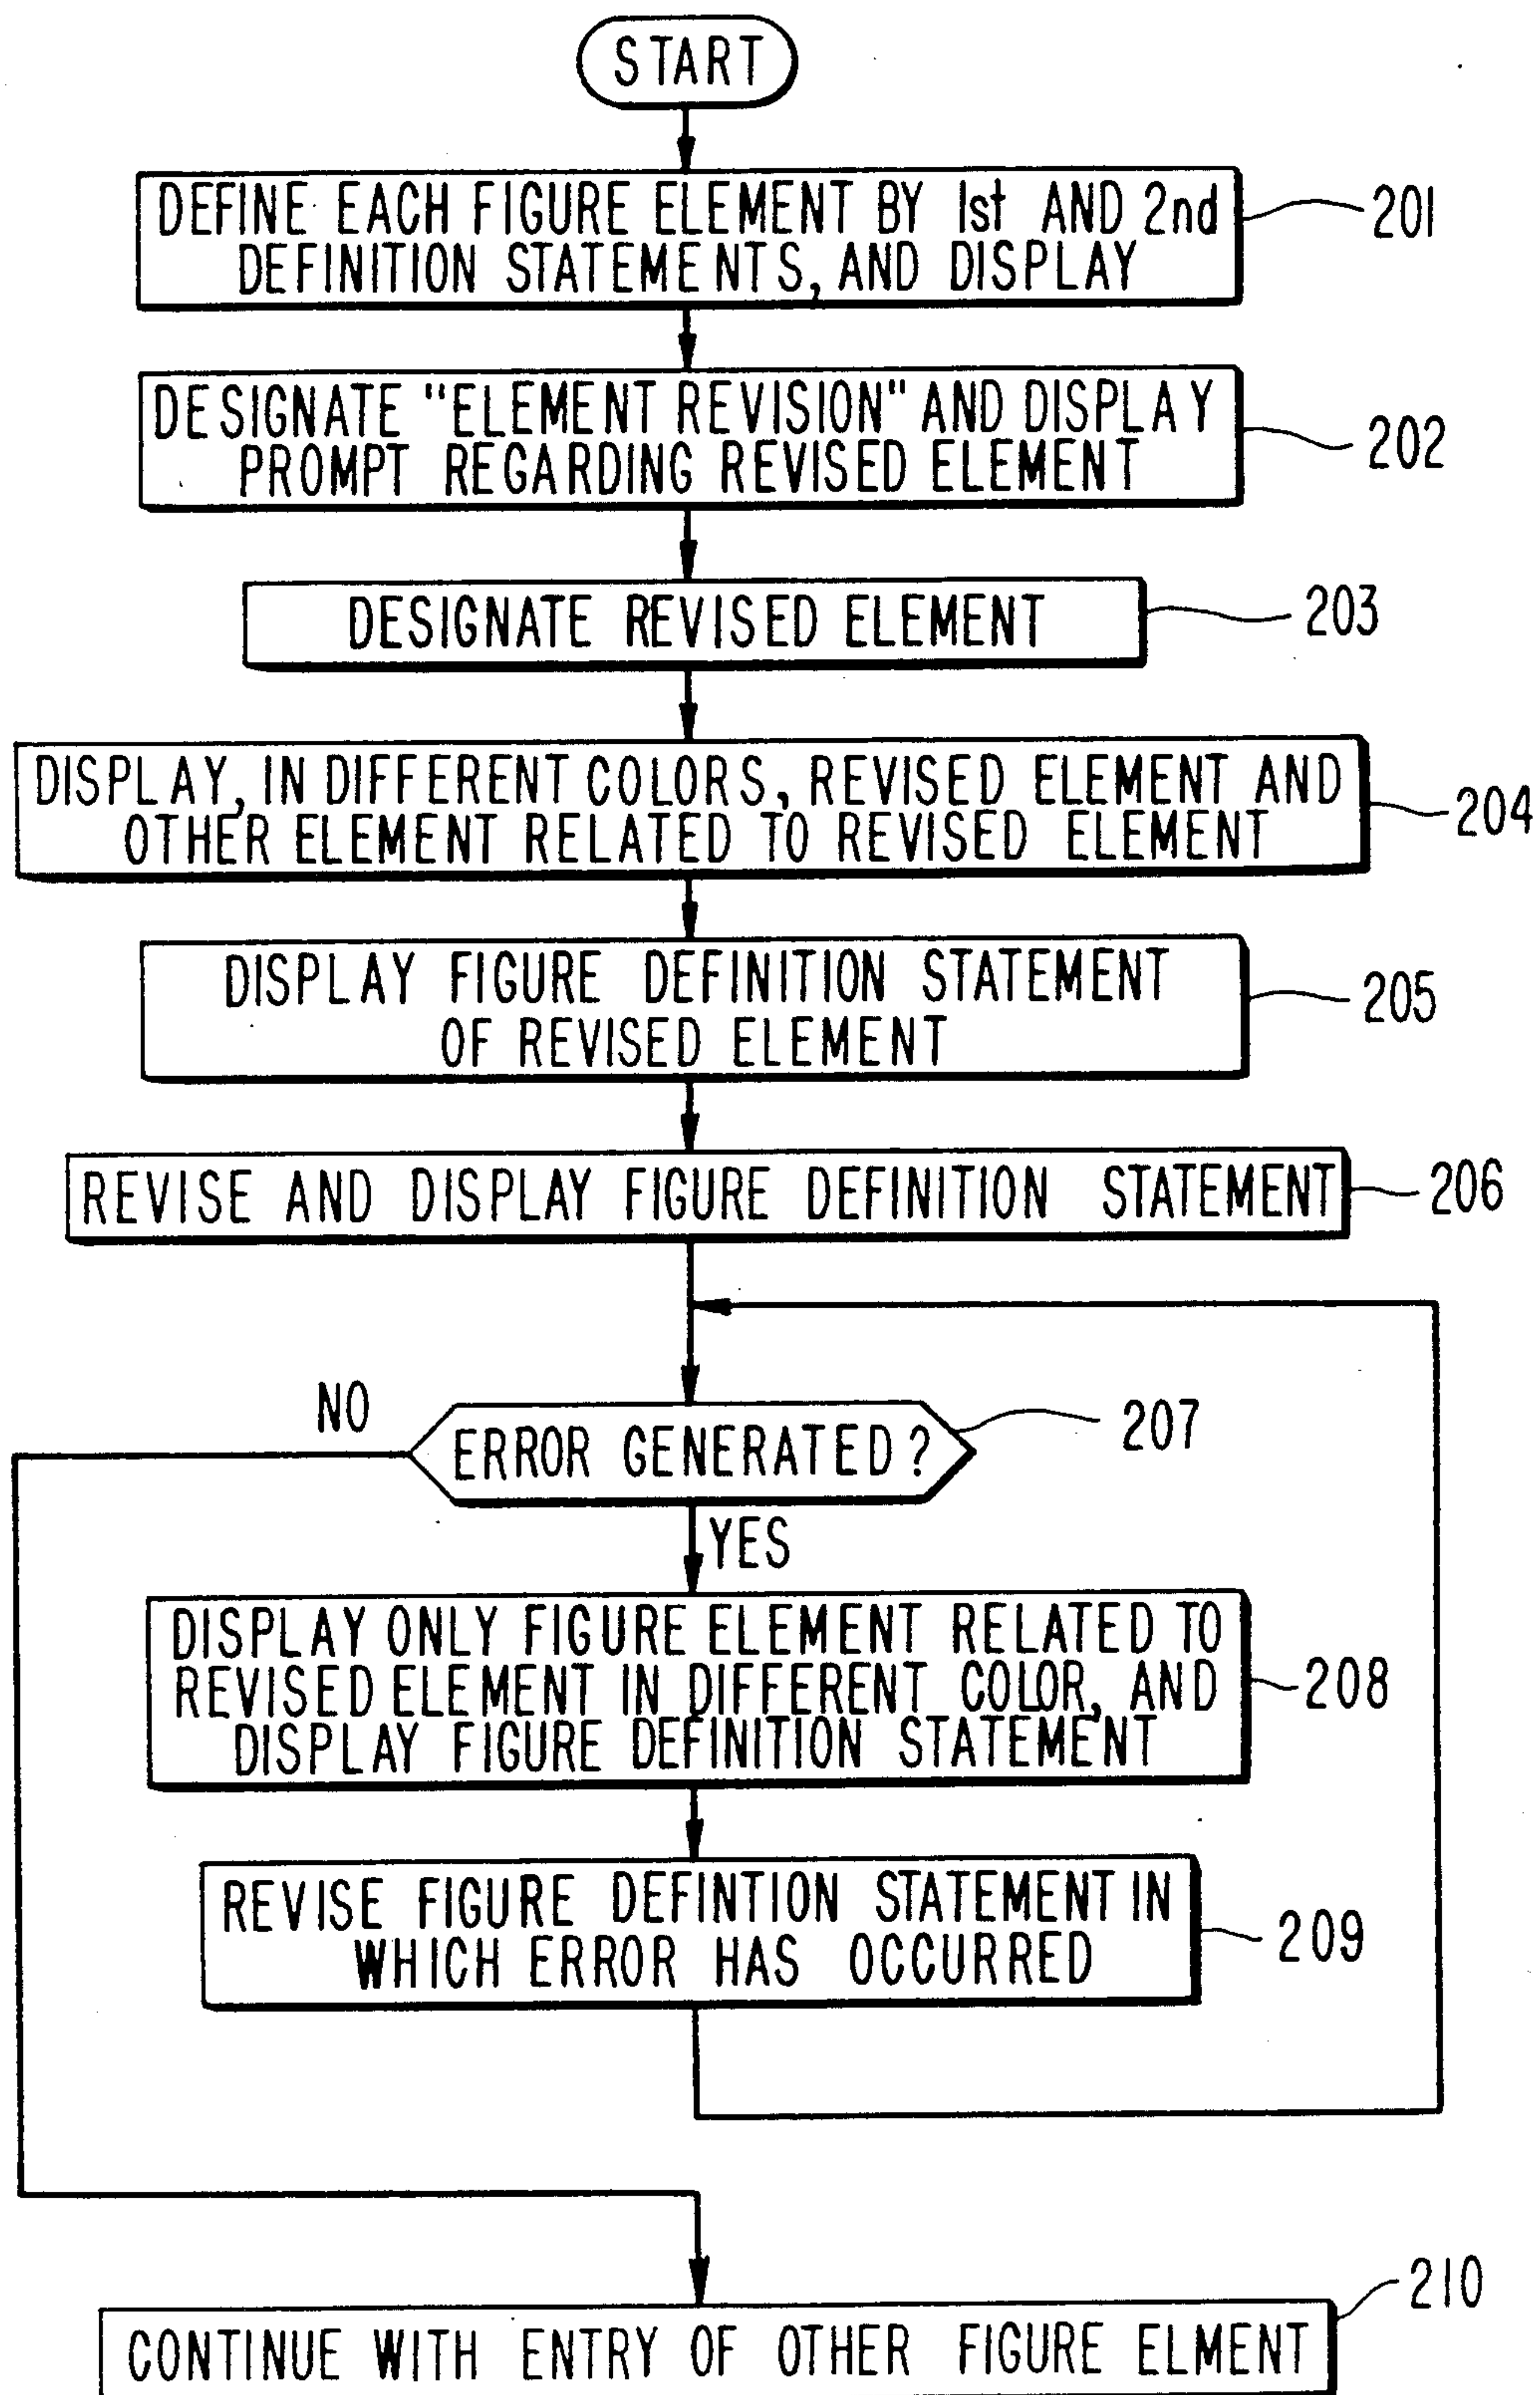 START
DEFINE EACH FIGURE ELEMENT BY 1st AND 2nd
DEFINITION STATEMENTS, AND DISPLAY
201
DESIGNATE "ELEMENT REVISION" AND DISPLAY
PROMPT REGARDING REVISED ELEMENT
202
DESIGNATE REVISED ELEMENT
203
DISPLAY, IN DIFFERENT COLORS, REVISED ELEMENT AND
OTHER ELEMENT RELATED TO REVISED ELEMENT
204
DISPLAY FIGURE DEFINITION STATEMENT
OF REVISED ELEMENT
205
REVISE AND DISPLAY FIGURE DEFINITION STATEMENT
206
NO
ERROR GENERATED?
207
YES
DISPLAY ONLY FIGURE ELEMENT RELATED TO
REVISED ELEMENT IN DIFFERENT COLOR, AND
DISPLAY FIGURE DEFINITION STATEMENT
208
REVISE FIGURE DEFINTION STATEMENT IN
WHICH ERROR HAS OCCURRED
209
210
CONTINUE WITH ENTRY OF OTHER FIGURE ELMENT